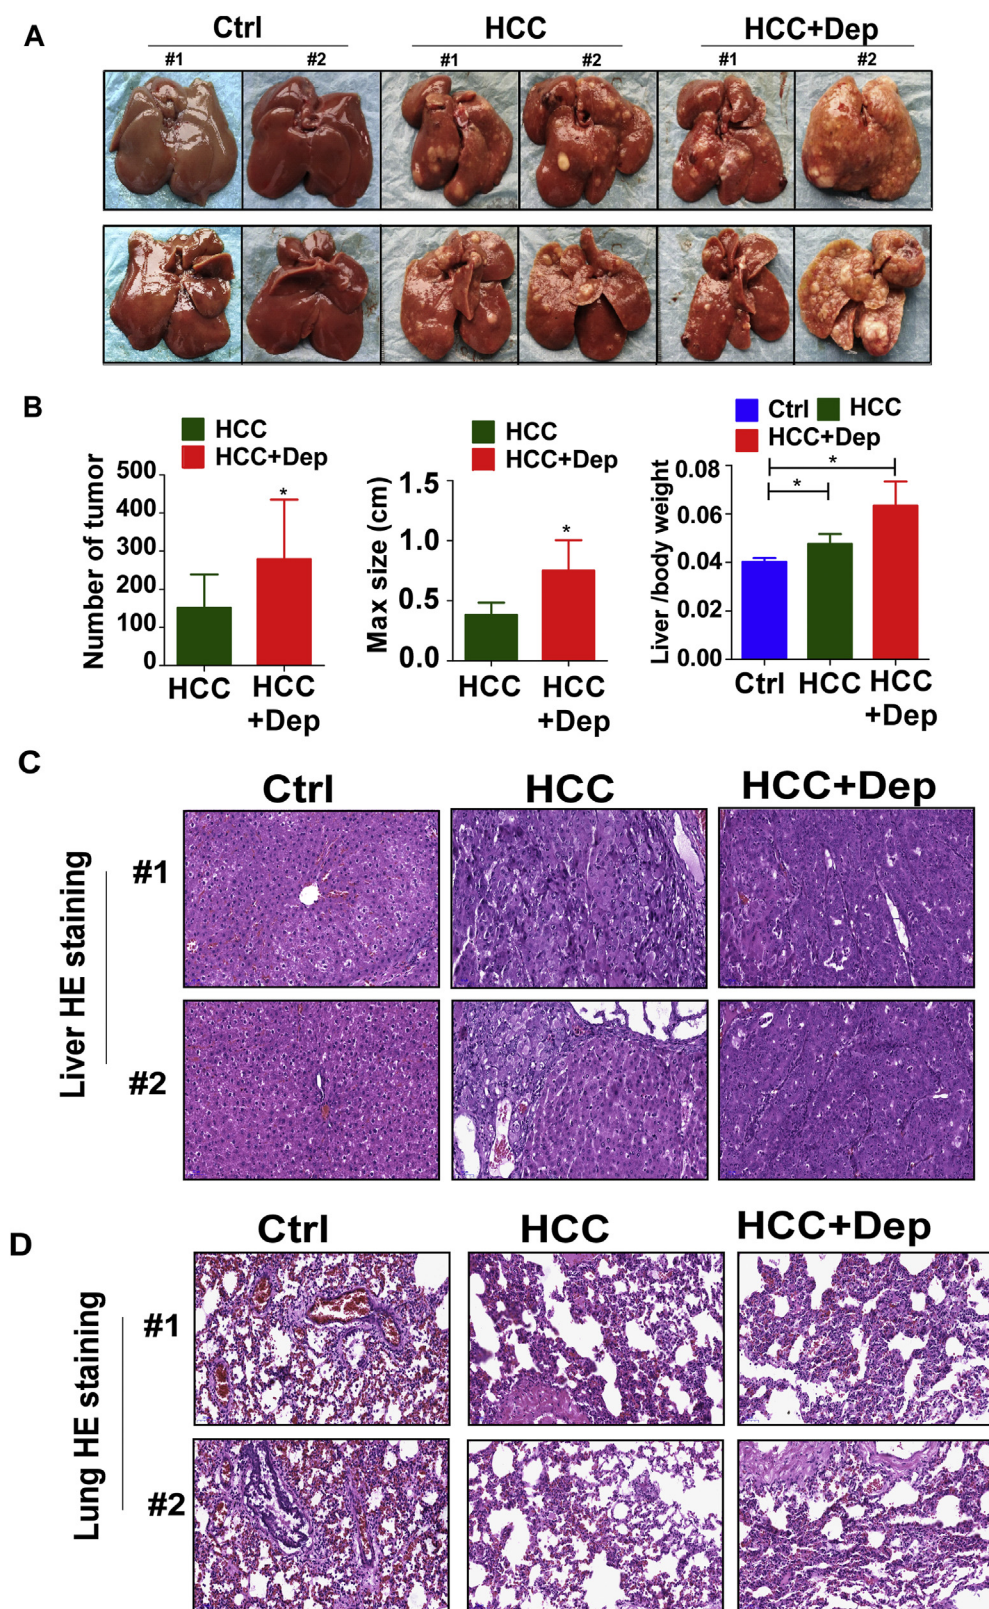 A
Ctrl HCC HCC+Dep
#1 #2 #1 #2 #1 #2
B
HCC
HCC+Dep
Number of tumor
500
400
300
200
100
0
*
HCC HCC
+Dep
HCC
HCC+Dep
Max size (cm)
1.5
1.0
0.5
0.0
*
HCC HCC
+Dep
Ctrl HCC
HCC+Dep
Liver /body weight
0.08
0.06
0.04
0.02
0.00
*
*
Ctrl HCC HCC
+Dep
C
Ctrl HCC HCC+Dep
Liver HE staining
#1
#2
D
Ctrl HCC HCC+Dep
Lung HE staining
#1
#2